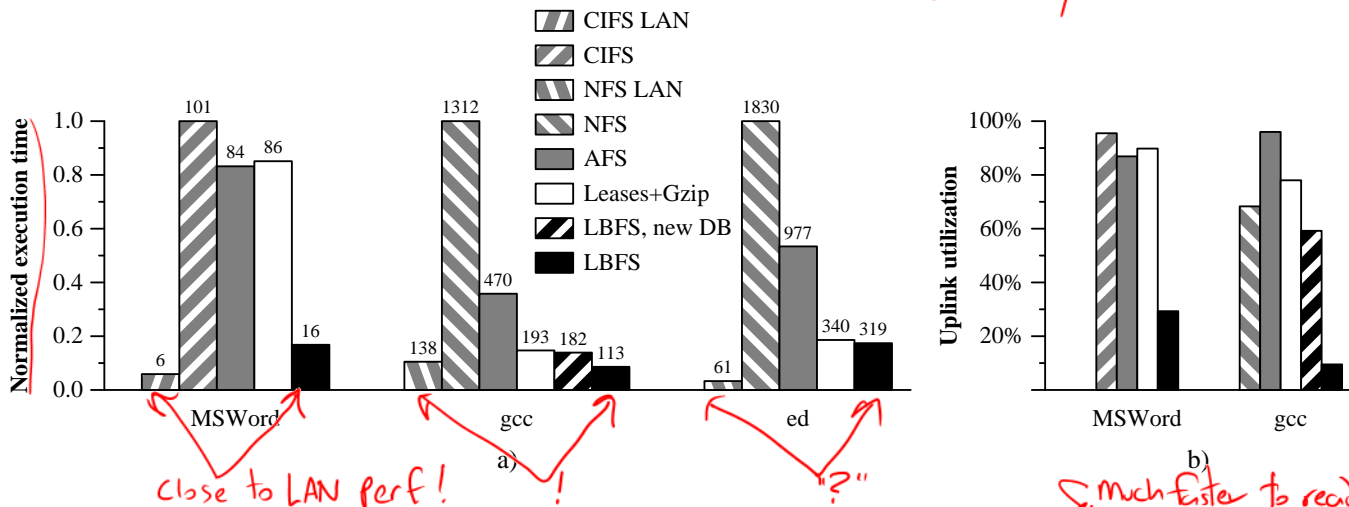 CIFS LAN
CIFS
NFS LAN
NFS
AFS
Leases+Gzip
LBFS, new DB
LBFS
Normalized execution time
1.0
0.8
0.6
0.4
0.2
0.0
101
84
86
6
16
1312
470
138
193
182
113
1830
977
61
340
319
MSWord
gcc
ed
a)
close to LAN perf!
!
"?"
Uplink utilization
100%
80%
60%
40%
20%
MSWord
gcc
b)
Much faster to